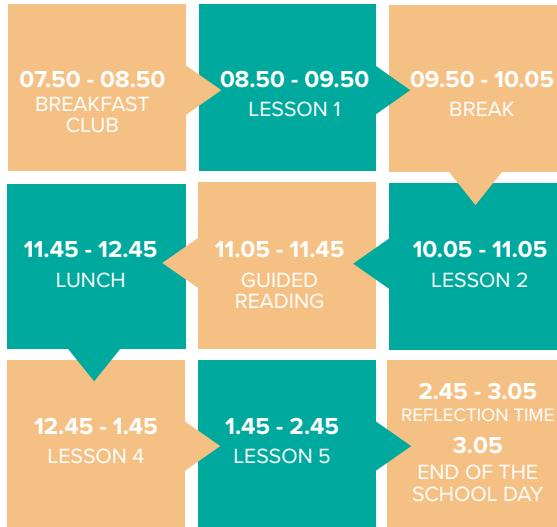 07.50 - 08.50
BREAKFAST
CLUB
08.50 - 09.50
LESSON 1
09.50 - 10.05
BREAK
10.05 - 11.05
LESSON 2
11.05 - 11.45
GUIDED
READING
11.45 - 12.45
LUNCH
12.45 - 1.45
LESSON 4
1.45 - 2.45
LESSON 5
2.45 - 3.05
REFLECTION TIME
3.05
END OF THE
SCHOOL DAY